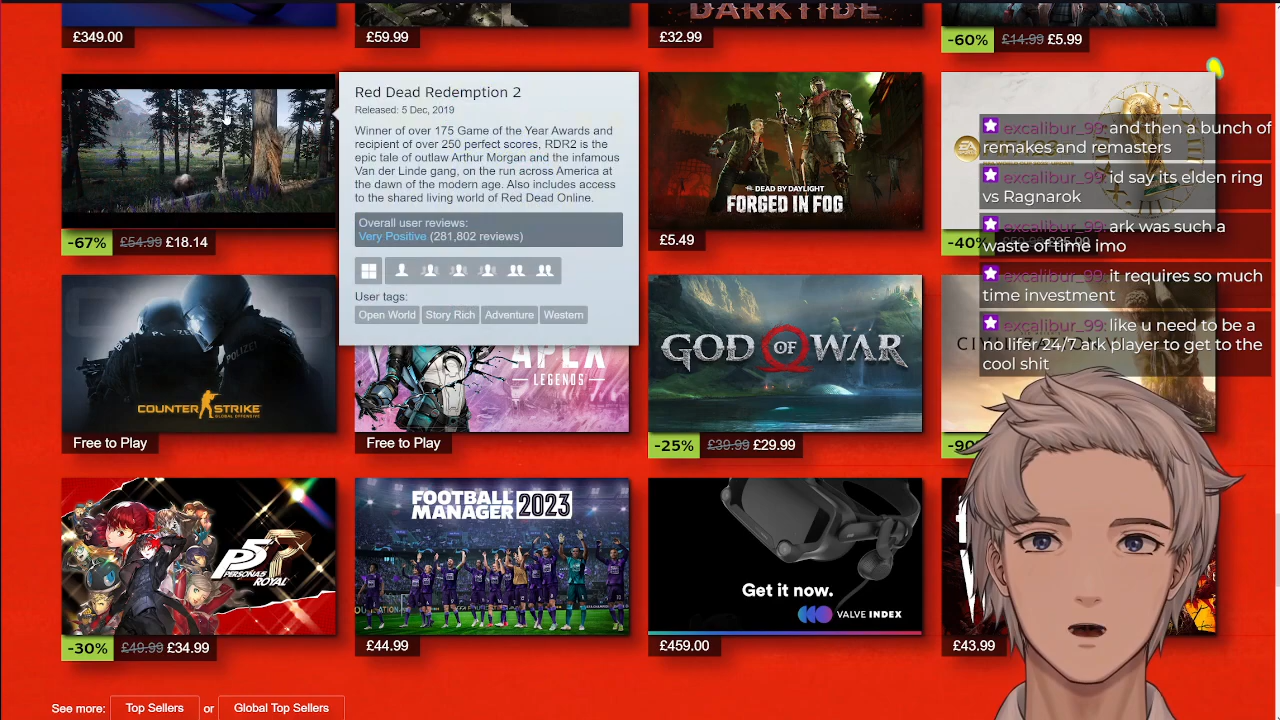 DARKTIDE
£349.00
£59.99
£32.99
-60% £14.99 £5.99
Red Dead Redemption 2
Released: 5 Dec, 2019
Winner of over 175 Game of the Year Awards and
recipient of over 250 perfect scores, RDR2 is the
epic tale of outlaw Arthur Morgan and the infamous
Van der Linde gang, on the run across America at
the dawn of the modern age. Also includes access
to the shared living world of Red Dead Online.
Overall user reviews:
Very Positive (281,802 reviews)
User tags:
Open World Story Rich Adventure Western
-67% £54.99 £18.14
DEAD BY DAYLIGHT
FORGED IN FOG
£5.49
EA
SPORTS
-40%
excalibur_99: and then a bunch of
remakes and remasters
excalibur_99: id say its elden ring
vs Ragnarok
excalibur_99: ark was such a
waste of time imo
excalibur_99: it requires so much
time investment
excalibur_99: like u need to be a
no lifer 24/7 ark player to get to the
cool shit
POLIZEI
COUNTER STRIKE
GLOBAL OFFENSIVE
Free to Play
APEX
LEGENDS
Free to Play
GOD OF WAR
-25% £39.99 £29.99
-90%
P5R
PERSONA5
ROYAL
-30% £49.99 £34.99
FOOTBALL
MANAGER 2023
£44.99
Get it now.
VALVE INDEX
£459.00
£43.99
See more: Top Sellers or Global Top Sellers